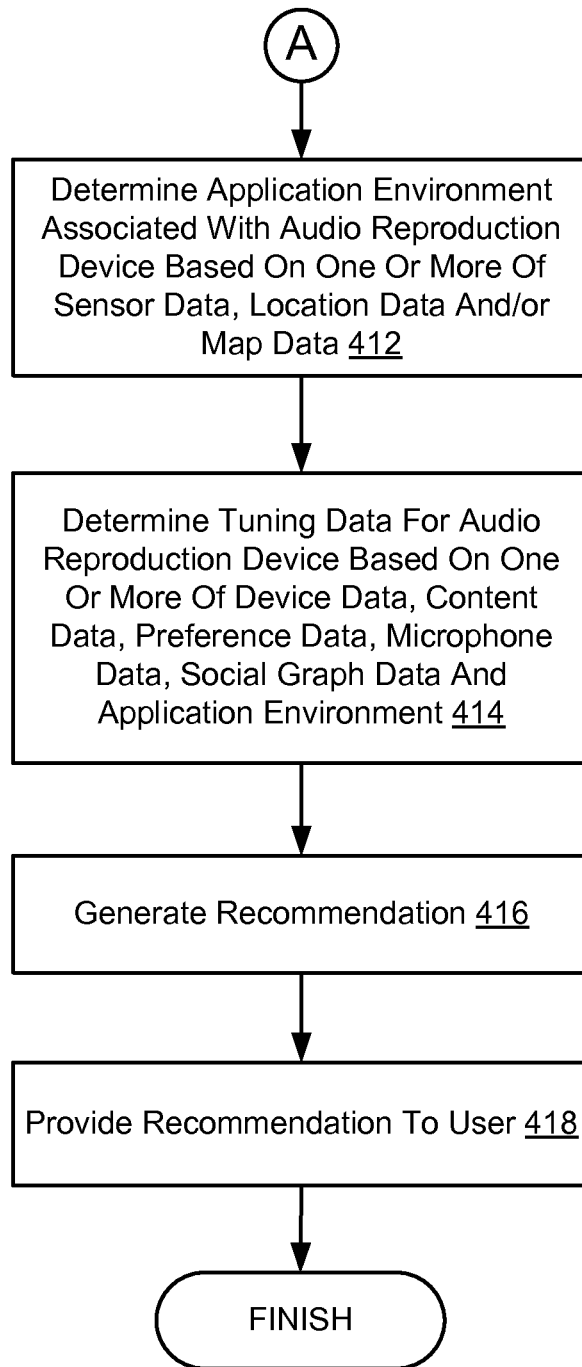 A
Determine Application Environment
Associated With Audio Reproduction
Device Based On One Or More Of
Sensor Data, Location Data And/or
Map Data 412
Determine Tuning Data For Audio
Reproduction Device Based On One
Or More Of Device Data, Content
Data, Preference Data, Microphone
Data, Social Graph Data And
Application Environment 414
Generate Recommendation 416
Provide Recommendation To User 418
FINISH